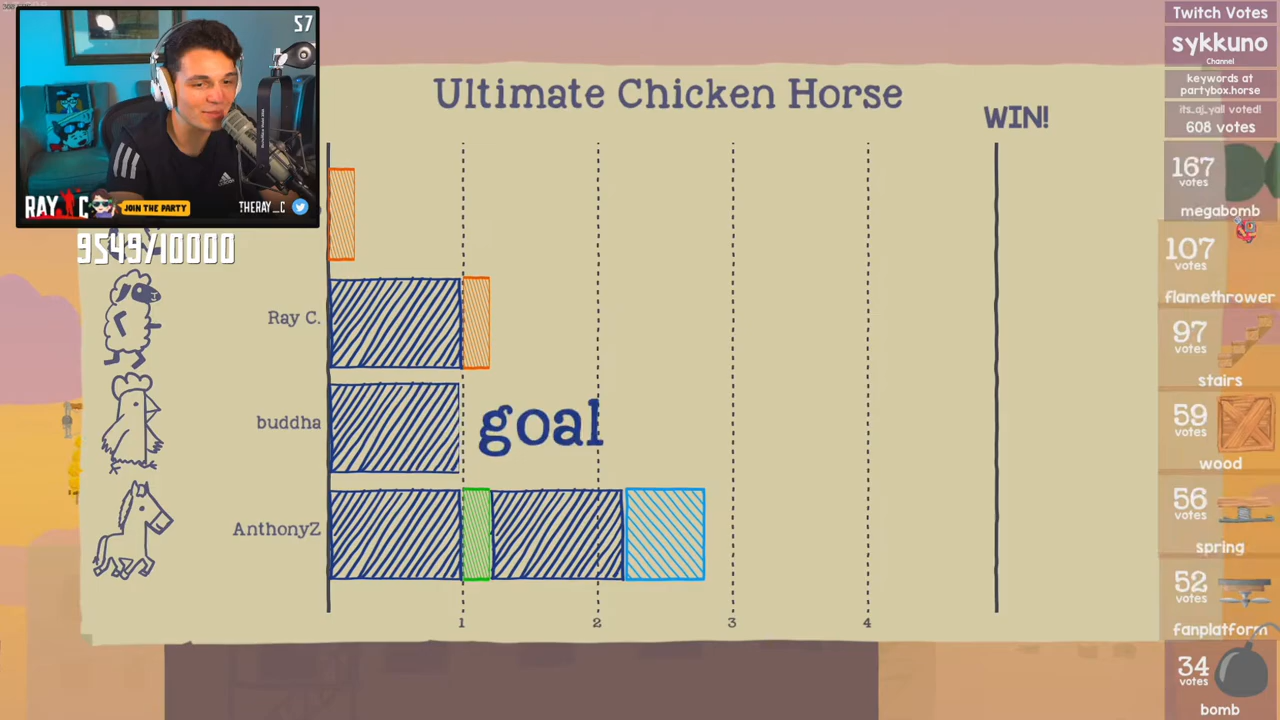 57
RAY C
JOIN THE PARTY
THERAY_C
9549/10000
Ultimate Chicken Horse
WIN!
Ray C.
buddha
goal
AnthonyZ
1
2
3
4
Twitch Votes
sykkuno
Channel
keywords at
partybox.horse
its_aj_yall voted!
608 votes
167
votes
megabomb
107
votes
flamethrower
97
votes
stairs
59
votes
wood
56
votes
spring
52
votes
fanplatform
34
votes
bomb